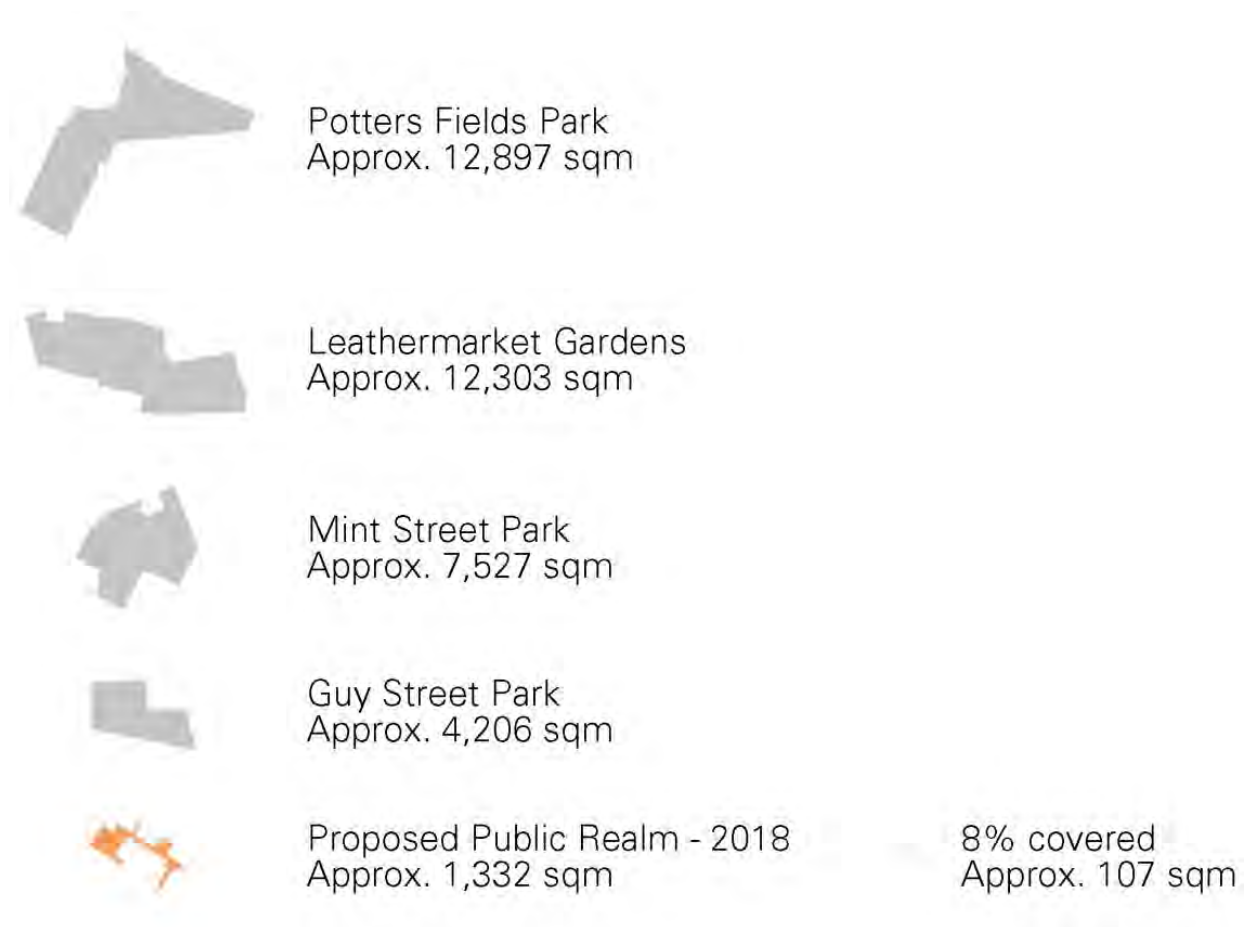 Potters Fields Park
Approx. 12,897 sqm
Leathermarket Gardens
Approx. 12,303 sqm
Mint Street Park
Approx. 7,527 sqm
Guy Street Park
Approx. 4,206 sqm
Proposed Public Realm - 2018
Approx. 1,332 sqm
8% covered
Approx. 107 sqm